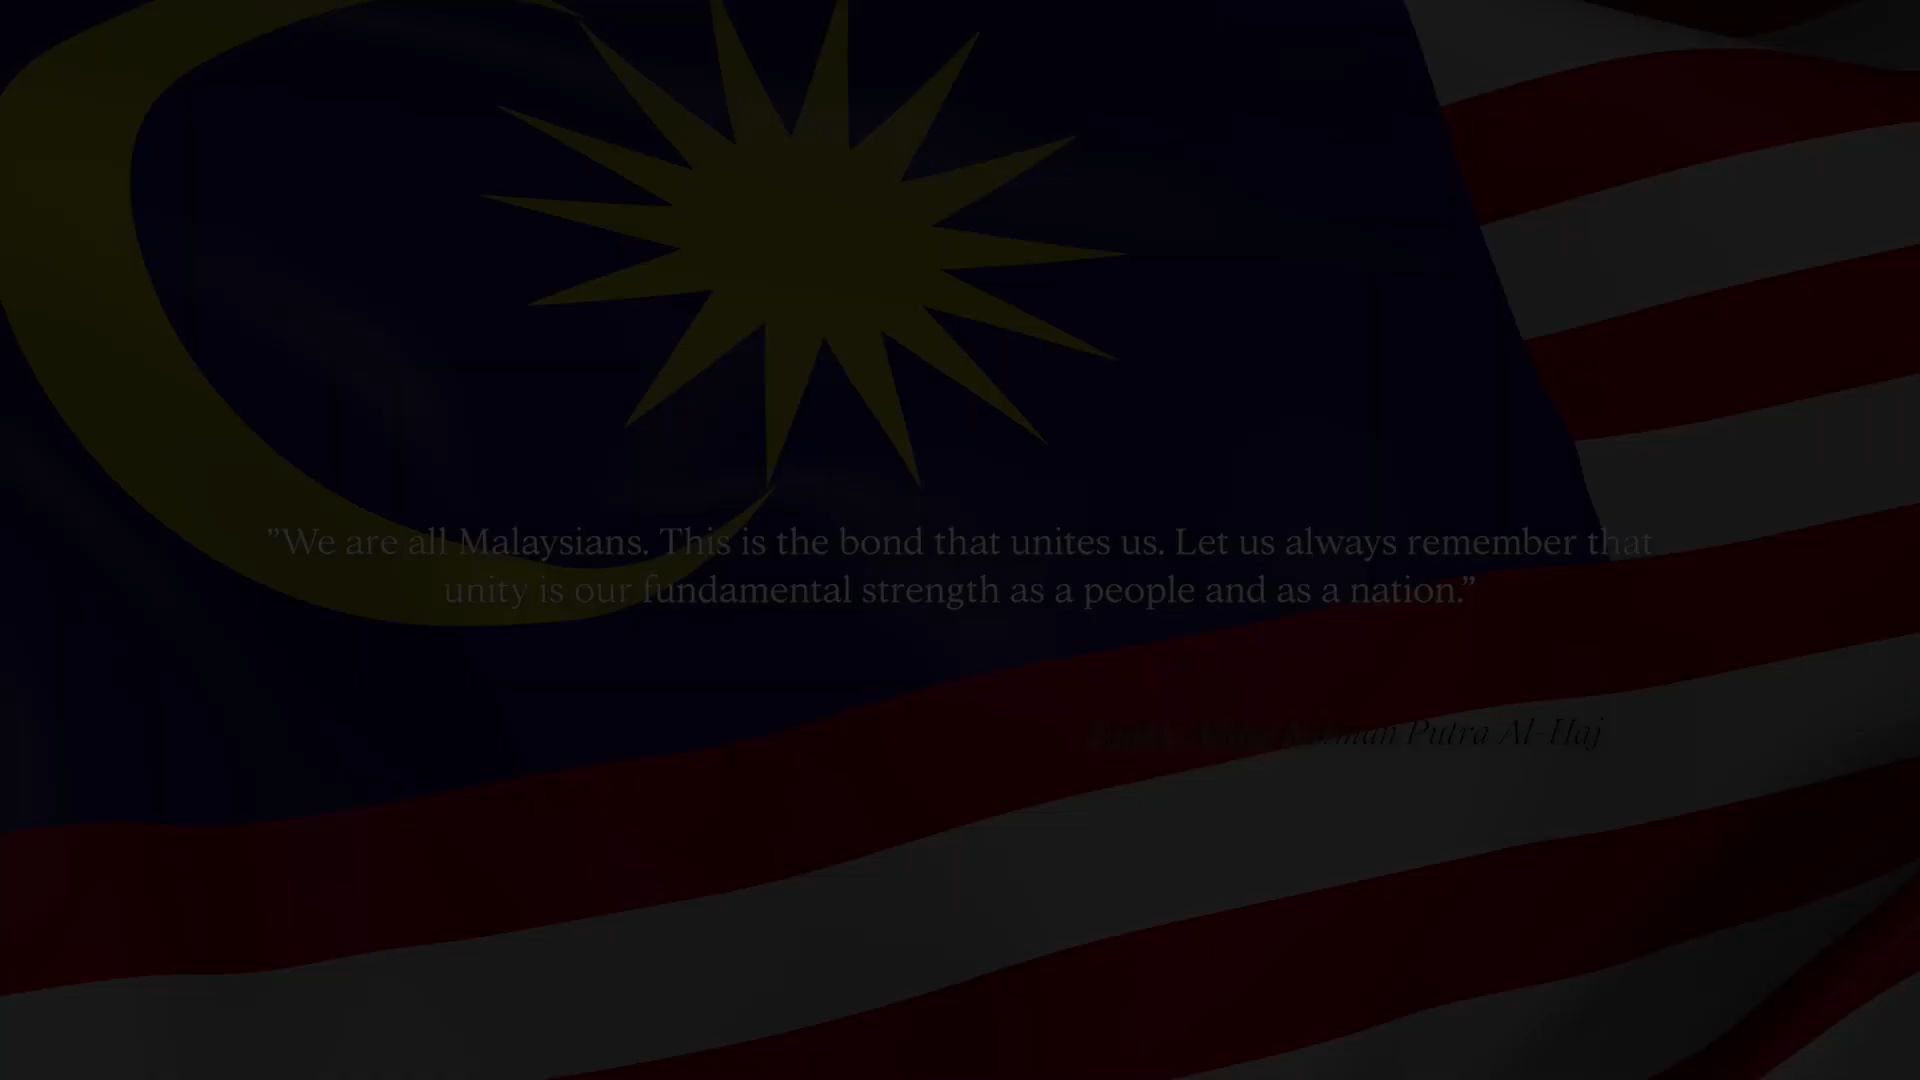 ”We are all Malaysians. This is the bond that unites us. Let us always remember that
unity is our fundamental strength as a people and as a nation.”
Rahman Putra Al-Haj